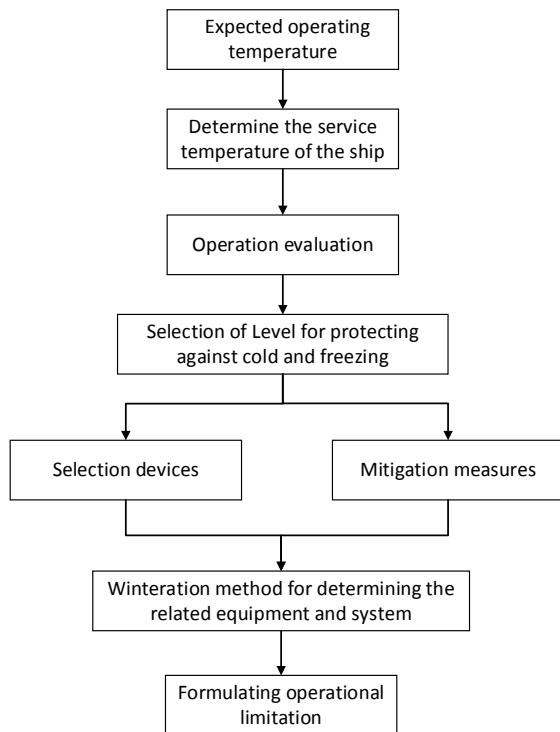 Expected operating
temperature
Determine the service
temperature of the ship
Operation evaluation
Selection of Level for protecting
against cold and freezing
Selection devices
Mitigation measures
Winteration method for determining the
related equipment and system
Formulating operational
limitation